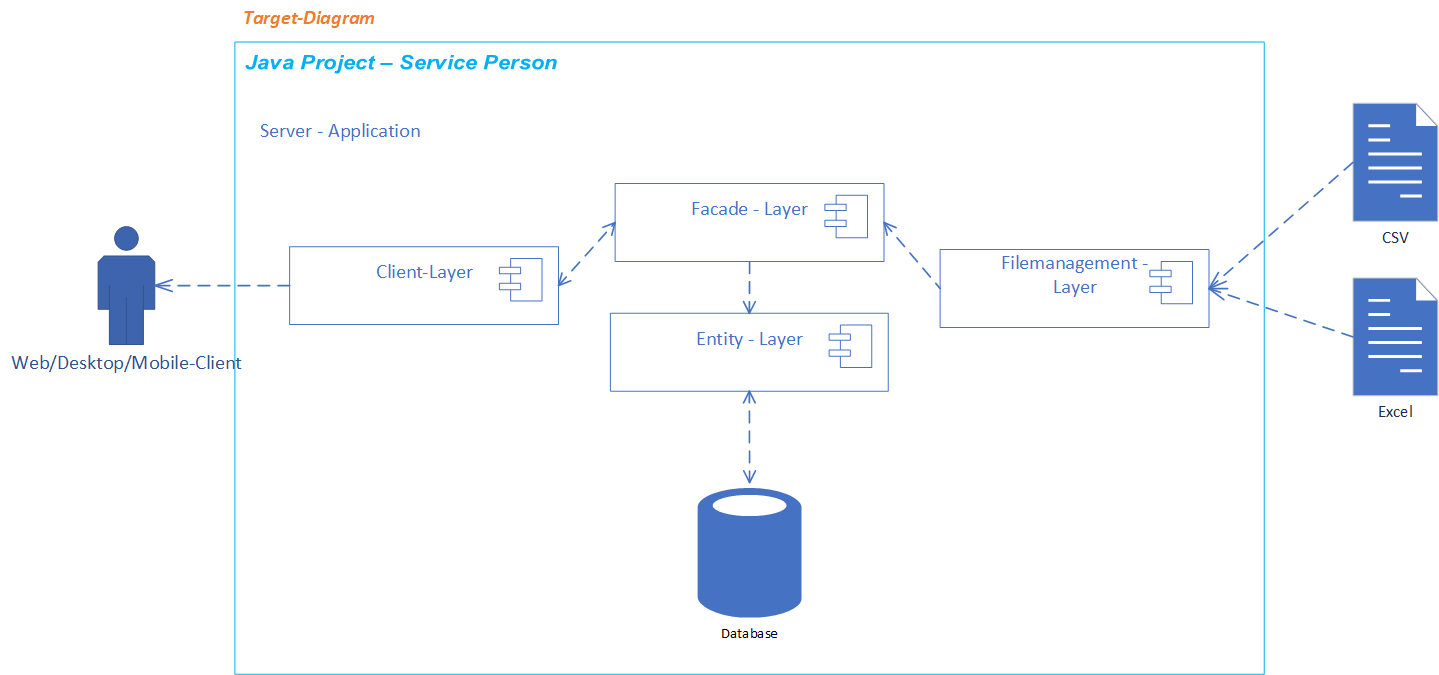 Target-Diagram
Java Project – Service Person
Server - Application
Facade - Layer
Client-Layer
Filemanagement -
Layer
CSV
Entity - Layer
Web/Desktop/Mobile-Client
Excel
Database